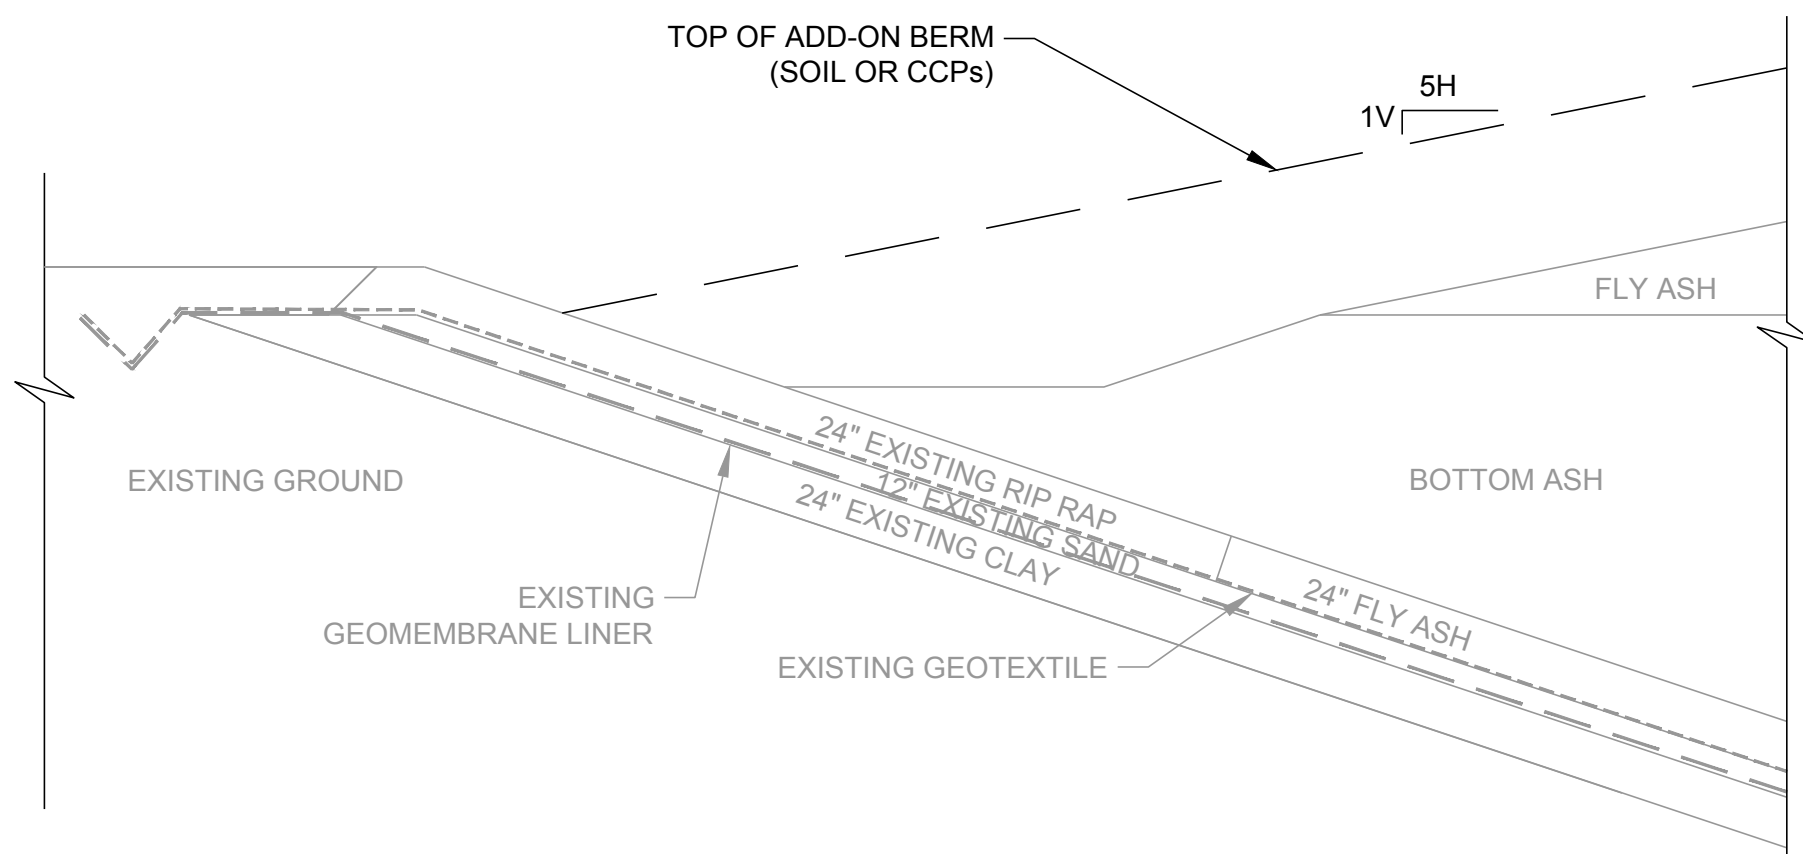 TOP OF ADD-ON BERM
(SOIL OR CCPs)
5H
1V
FLY ASH
24" EXISTING RIP RAP
12" EXISTING SAND
24" EXISTING CLAY
EXISTING GROUND
BOTTOM ASH
EXISTING
GEOMEMBRANE LINER
24" FLY ASH
EXISTING GEOTEXTILE